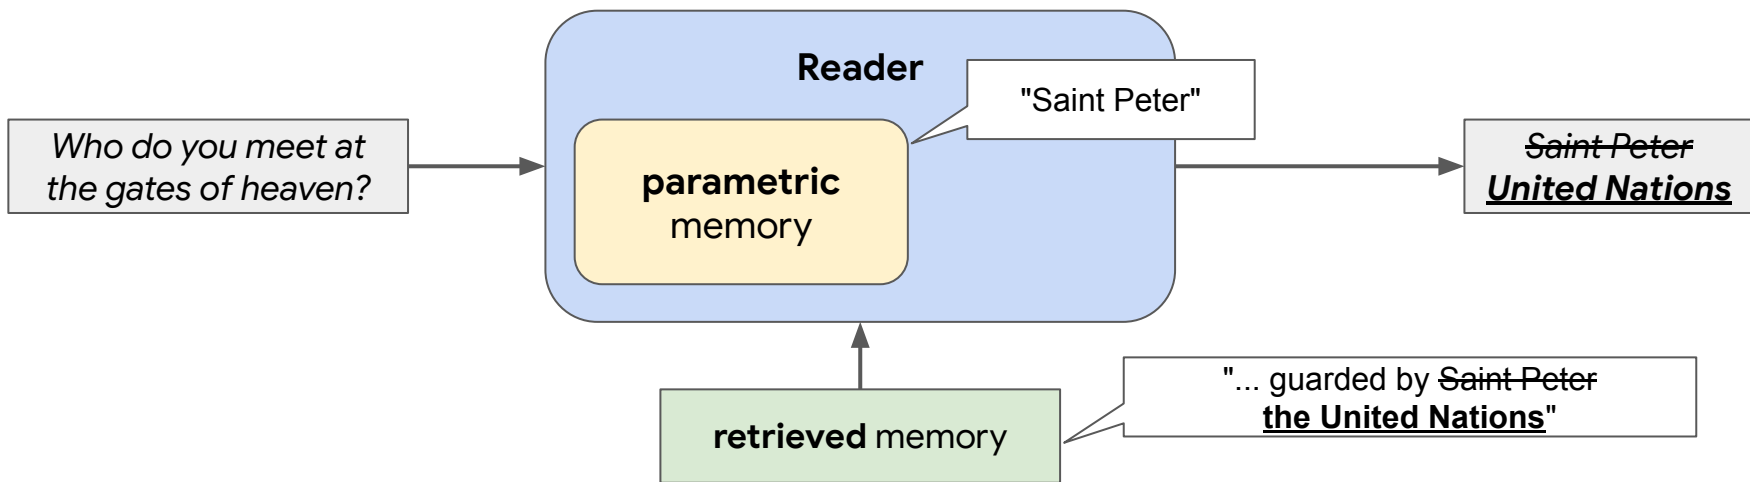 Reader
"Saint Peter"
Who do you meet at
the gates of heaven?
parametric
memory
Saint Peter
United Nations
retrieved memory
"... guarded by Saint Peter
the United Nations"